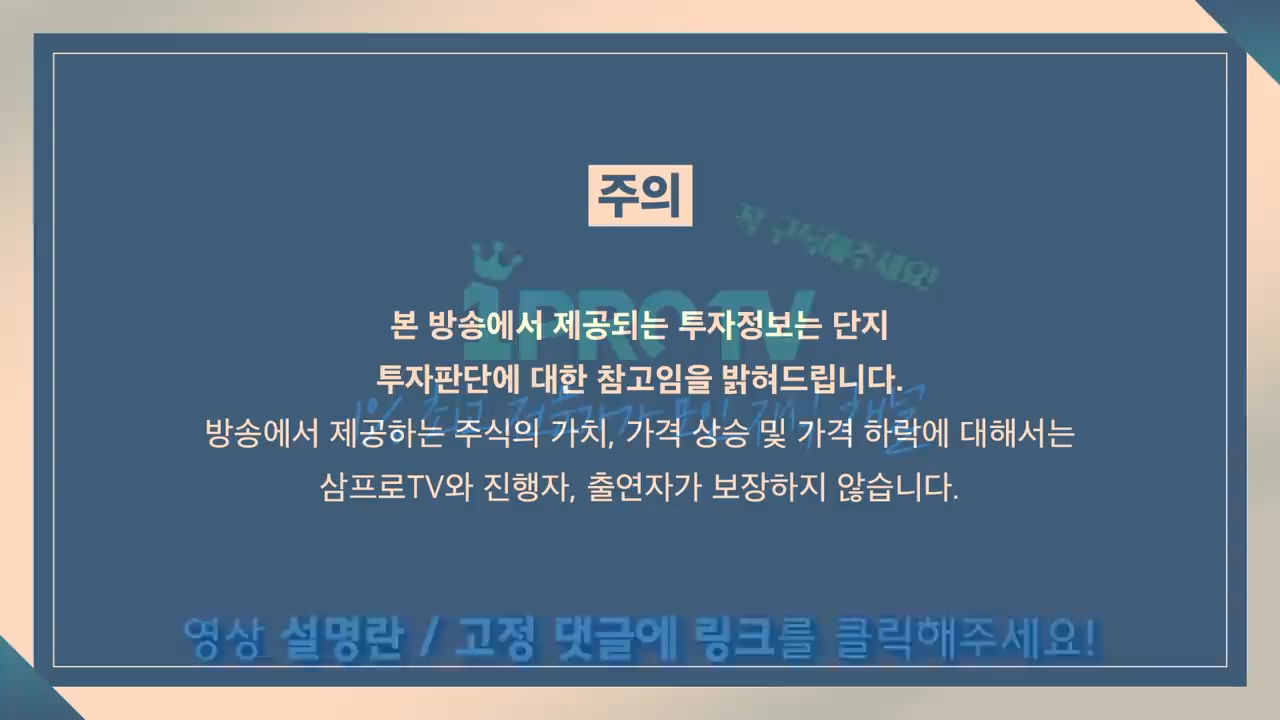 주의
꼭 구독해주세요!
1PRO TV
본 방송에서 제공되는 투자정보는 단지
투자판단에 대한 참고임을 밝혀드립니다.
방송에서 제공하는 주식의 가치, 가격 상승 및 가격 하락에 대해서는
삼프로TV와 진행자, 출연자가 보장하지 않습니다.
영상 설명란 / 고정 댓글에 링크를 클릭해주세요!